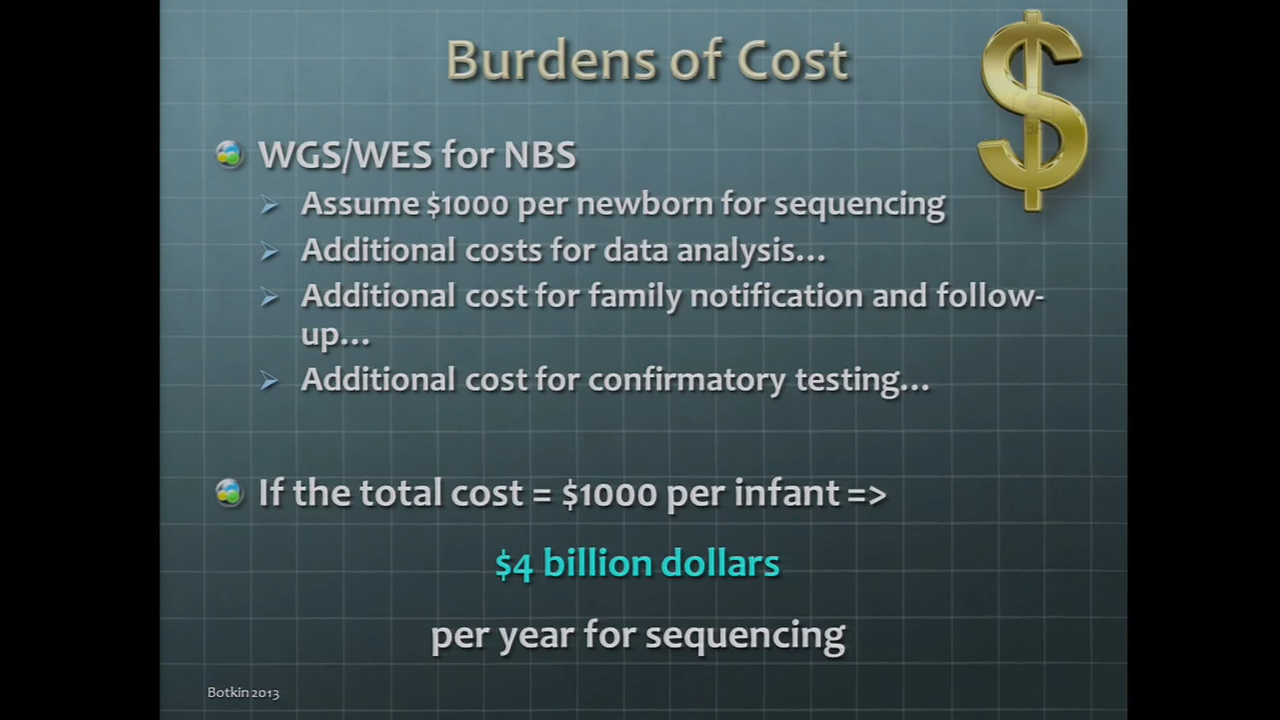 Burdens of Cost
WGS/WES for NBS
Assume $1000 per newborn for sequencing
Additional costs for data analysis...
Additional cost for family notification and follow-
up...
Additional cost for confirmatory testing...
If the total cost = $1000 per infant =>
$4 billion dollars
per year for sequencing
Botkin 2013